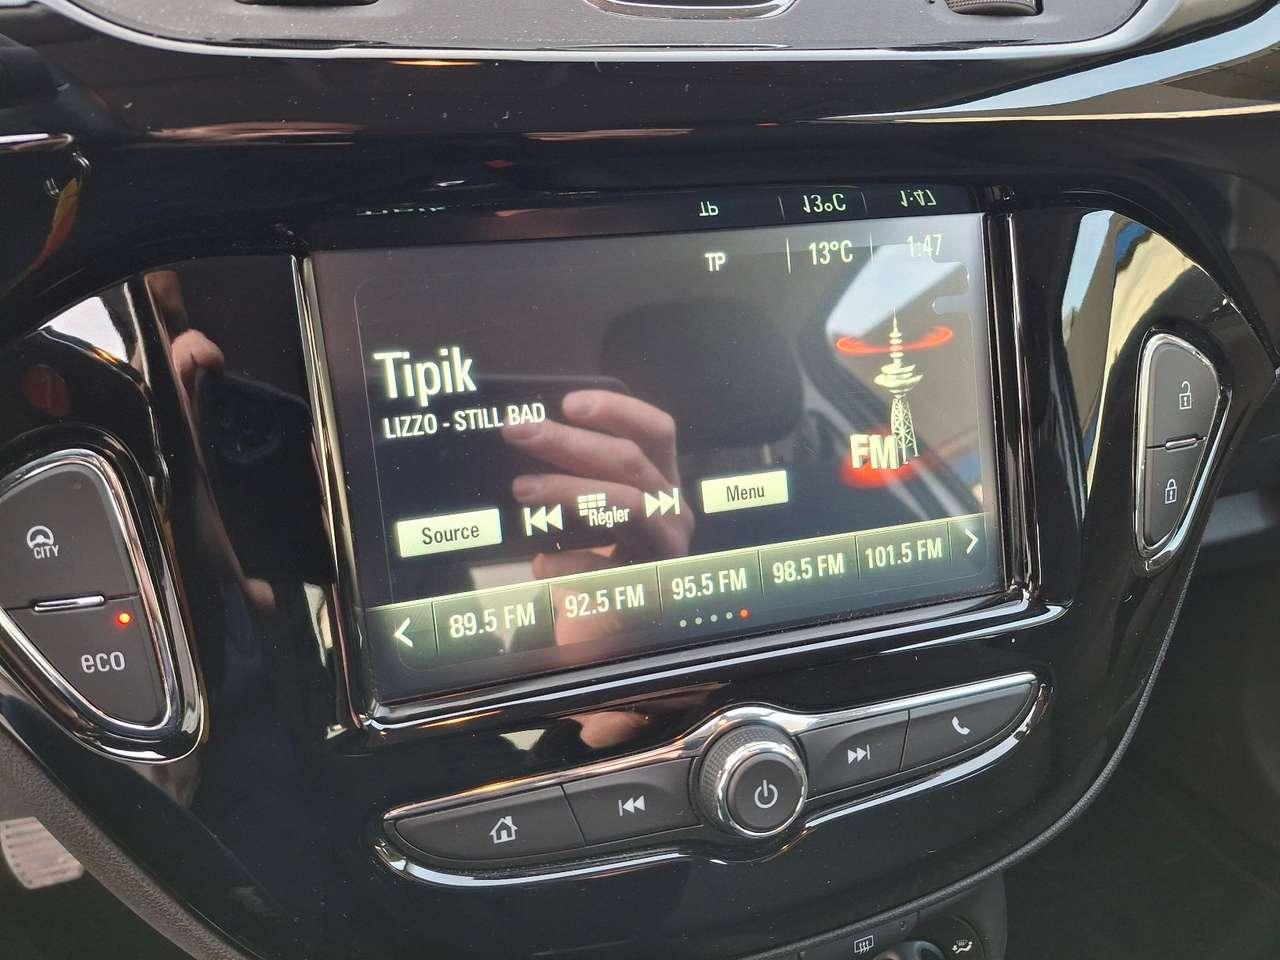 TP 13°C 1:47
Tipik
LIZZO - STILL BAD
FM
Source Régler Menu
89.5 FM 92.5 FM 95.5 FM 98.5 FM 101.5 FM
CITY
eco